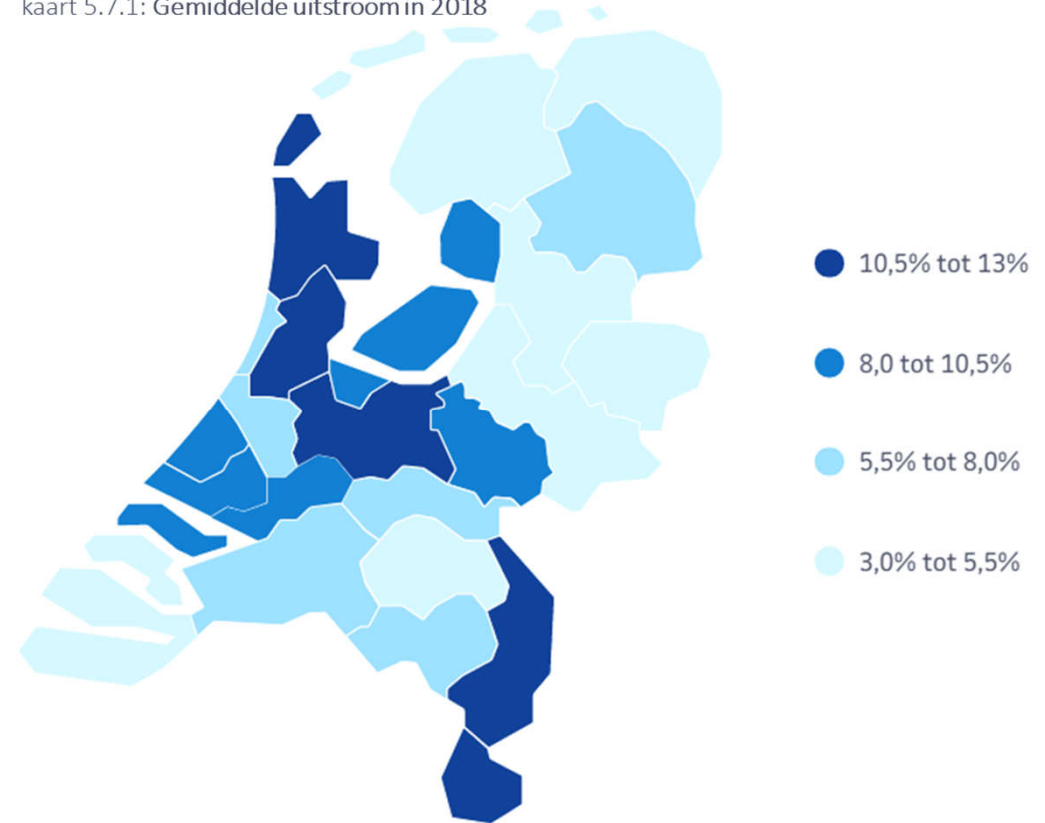 kaart 5.7.1: Gemiddelde uitstroom in 2018
10,5% tot 13%
8,0 tot 10,5%
5,5% tot 8,0%
3,0% tot 5,5%